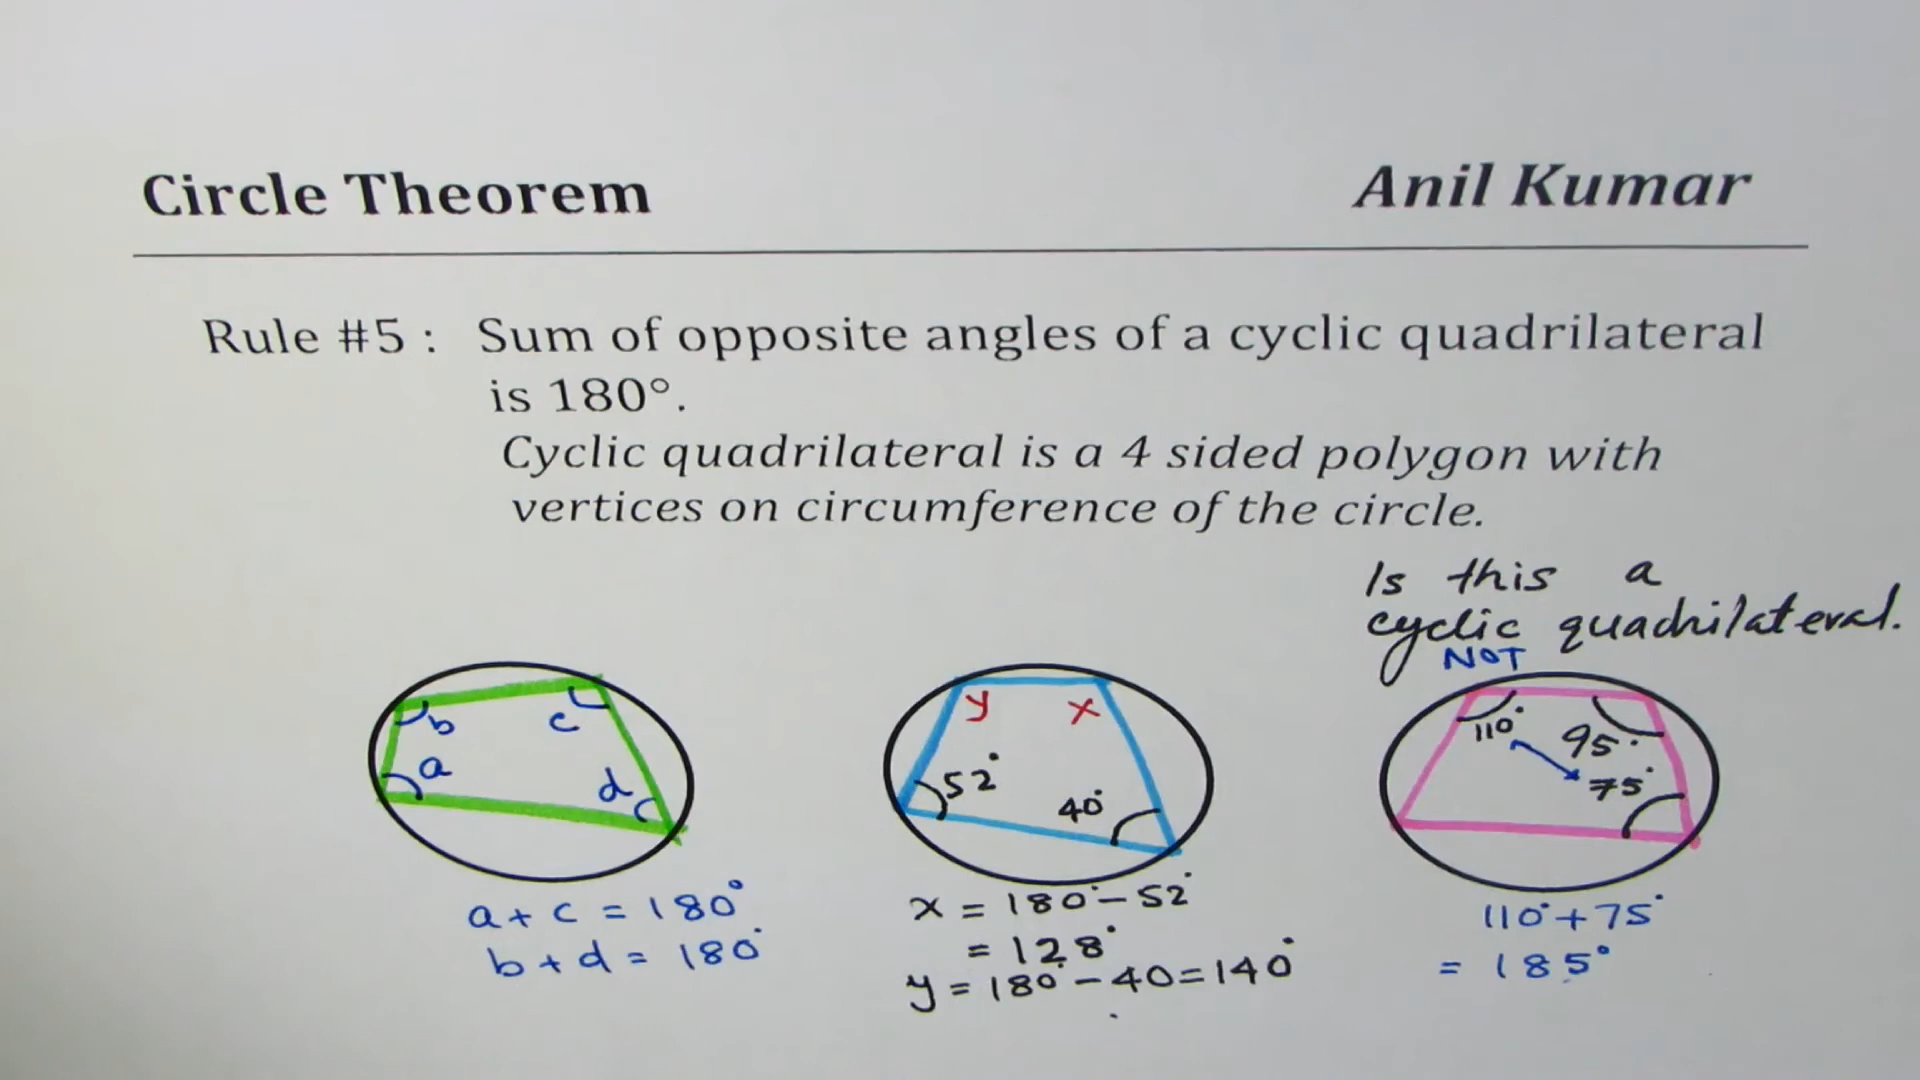 Circle Theorem
Anil Kumar
Rule #5 : Sum of opposite angles of a cyclic quadrilateral
is 180°.
Cyclic quadrilateral is a 4 sided polygon with
vertices on circumference of the circle.
Is this a
cyclic quadrilateral.
NOT
b c
a d
y x
52° 40°
110° 95°
75°
a + c = 180°
b + d = 180°
x = 180° - 52°
= 128°
y = 180° - 40 = 140°
110° + 75°
= 185°